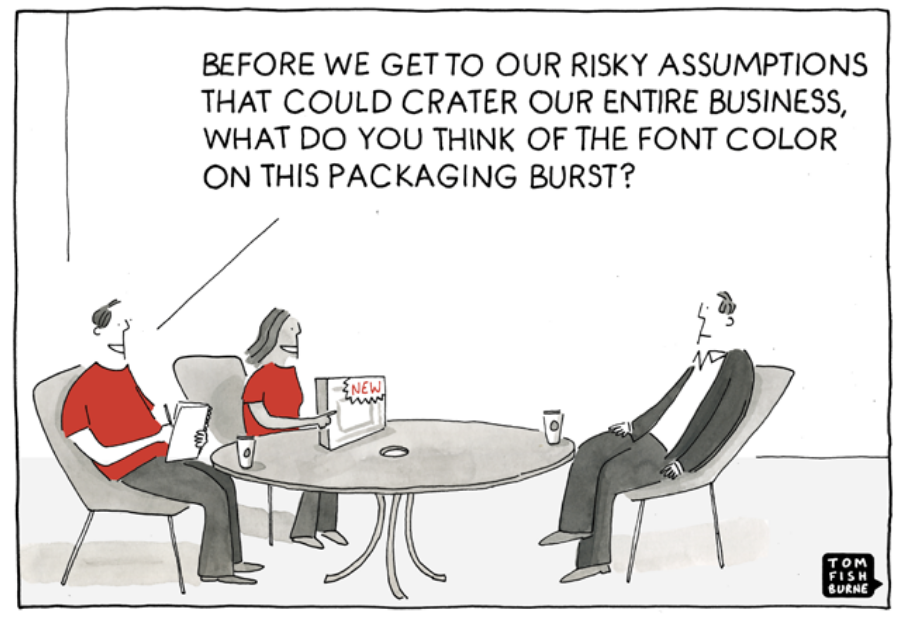 BEFORE WE GET TO OUR RISKY ASSUMPTIONS
THAT COULD CRATER OUR ENTIRE BUSINESS,
WHAT DO YOU THINK OF THE FONT COLOR
ON THIS PACKAGING BURST?
NEW
TOM
FISH
BURNE